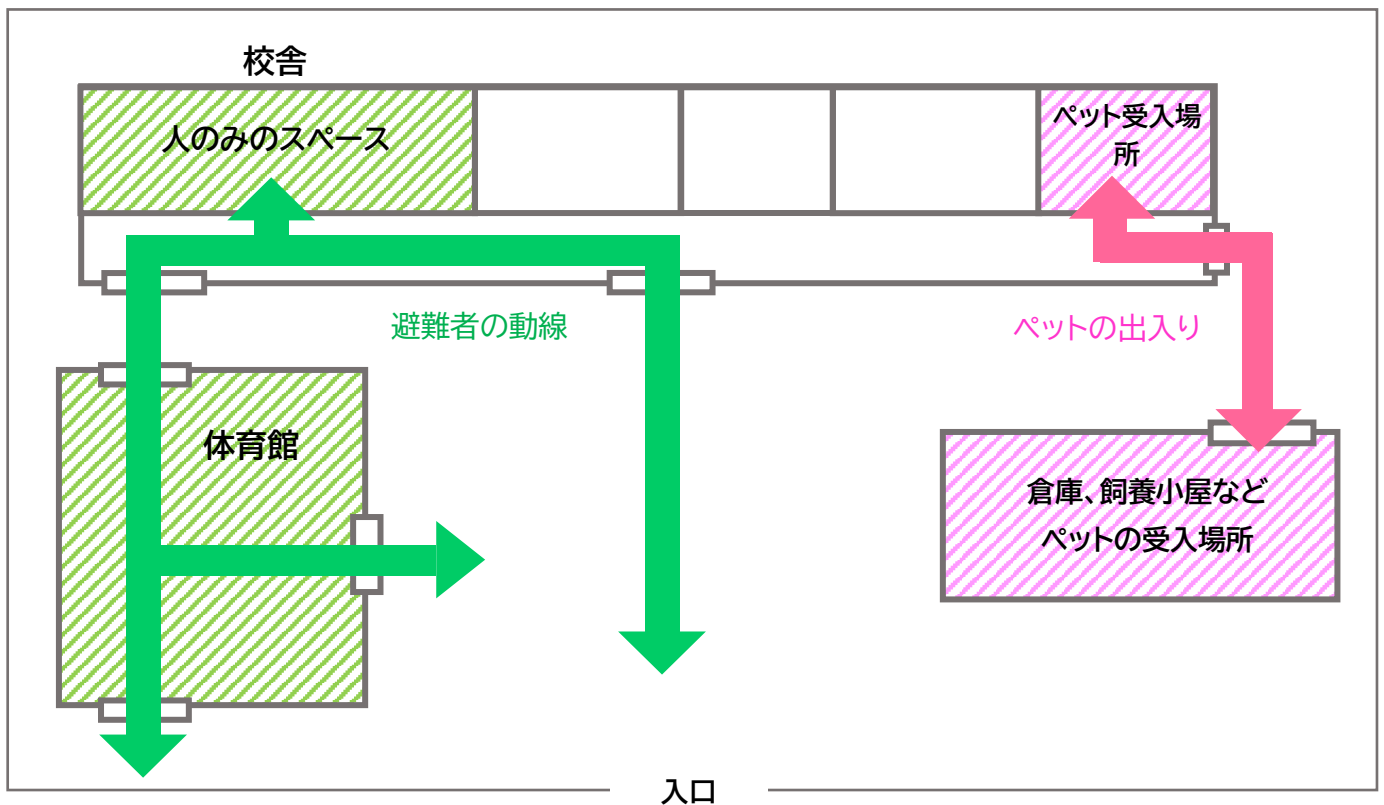 校舎
人のみのスペース
ペット受入場
所
避難者の動線
ペットの出入り
体育館
倉庫、飼養小屋など
ペットの受入場所
入口